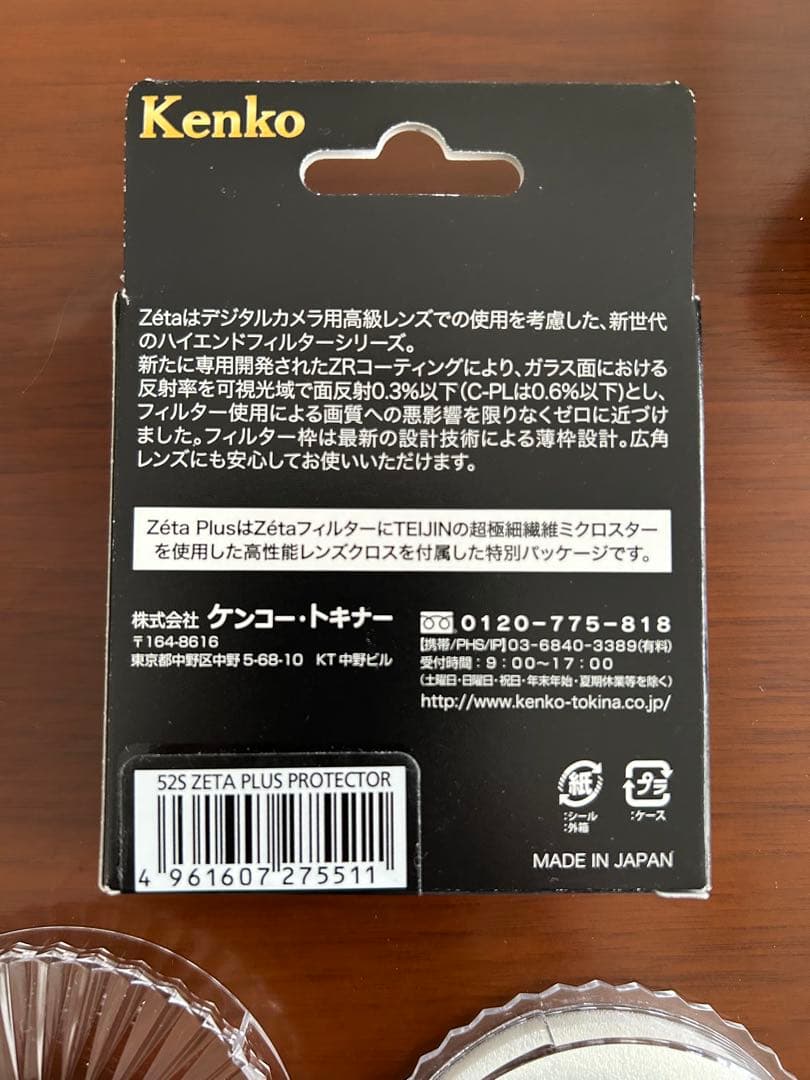 Kenko
Zétaはデジタルカメラ用高級レンズでの使用を考慮した、新世代
のハイエンドフィルターシリーズ。
新たに専用開発されたZRコーティングにより、ガラス面における
反射率を可視光域で面反射0.3%以下(C-PLは0.6%以下)とし、
フィルター使用による画質への悪影響を限りなくゼロに近づけ
ました。フィルター枠は最新の設計技術による薄枠設計。広角
レンズにも安心してお使いいただけます。
Zéta PlusはZétaフィルターにTEIJINの超極細繊維ミクロスター
を使用した高性能レンズクロスを付属した特別パッケージです。
株式会社 ケンコー・トキナー
〒164-8616
東京都中野区中野5-68-10 KT中野ビル
0120-775-818
【携帯/PHS/IP】03-6840-3389(有料)
受付時間:9:00〜17:00
(土曜日・日曜日・祝日・年末年始・夏期休業等を除く)
http://www.kenko-tokina.co.jp/
52S ZETA PLUS PROTECTOR
4 961607 275511
紙
:シール
:外箱
プラ
:ケース
MADE IN JAPAN